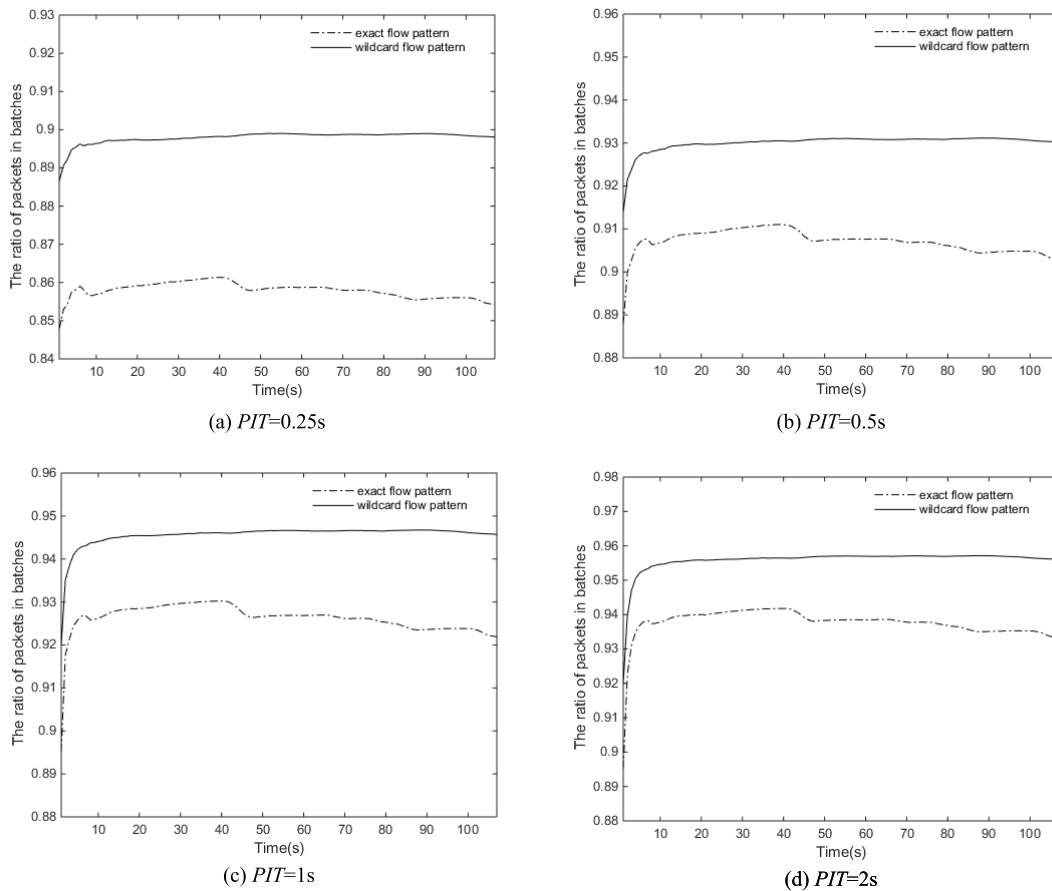 The ratio of packets in batches
0.93
0.92
0.91
0.9
0.89
0.88
0.87
0.86
0.85
0.84
exact flow pattern
wildcard flow pattern
10 20 30 40 50 60 70 80 90 100
Time(s)
(a) PIT=0.25s
The ratio of packets in batches
0.96
0.95
0.94
0.93
0.92
0.91
0.9
0.89
0.88
exact flow pattern
wildcard flow pattern
10 20 30 40 50 60 70 80 90 100
Time(s)
(b) PIT=0.5s
The ratio of packets in batches
0.96
0.95
0.94
0.93
0.92
0.91
0.9
0.89
0.88
exact flow pattern
wildcard flow pattern
10 20 30 40 50 60 70 80 90 100
Time(s)
(c) PIT=1s
The ratio of packets in batches
0.98
0.97
0.96
0.95
0.94
0.93
0.92
0.91
0.9
0.89
0.88
exact flow pattern
wildcard flow pattern
10 20 30 40 50 60 70 80 90 100
Time(s)
(d) PIT=2s